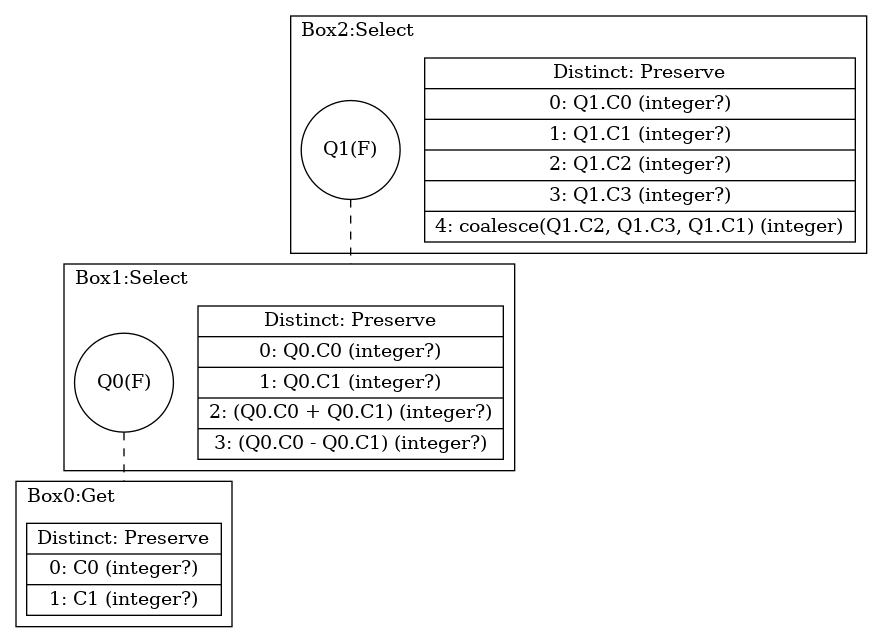 Box2:Select
Distinct: Preserve
0: Q1.C0 (integer?)
Q1(F)
1: Q1.C1 (integer?)
2: Q1.C2 (integer?)
3: Q1.C3 (integer?)
4: coalesce(Q1.C2, Q1.C3, Q1.C1) (integer)
Box1:Select
Distinct: Preserve
0: Q0.C0 (integer?)
Q0(F)
1: Q0.C1 (integer?)
2: (Q0.C0 + Q0.C1) (integer?)
3: (Q0.C0 - Q0.C1) (integer?)
Box0:Get
Distinct: Preserve
0: C0 (integer?)
1: C1 (integer?)